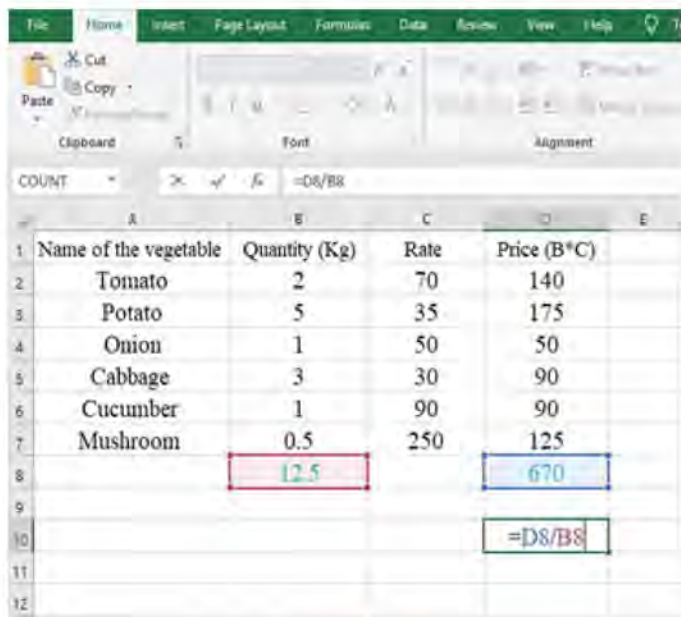 File Home Insert Page Layout Formulas Data Review View Help
Cut
Copy
Paste
Clipboard Font Alignment
COUNT fx =D8/B8
A B C D E
1 Name of the vegetable Quantity (Kg) Rate Price (B*C)
2 Tomato 2 70 140
3 Potato 5 35 175
4 Onion 1 50 50
5 Cabbage 3 30 90
6 Cucumber 1 90 90
7 Mushroom 0.5 250 125
8 12.5 670
9
10 =D8/B8
11
12